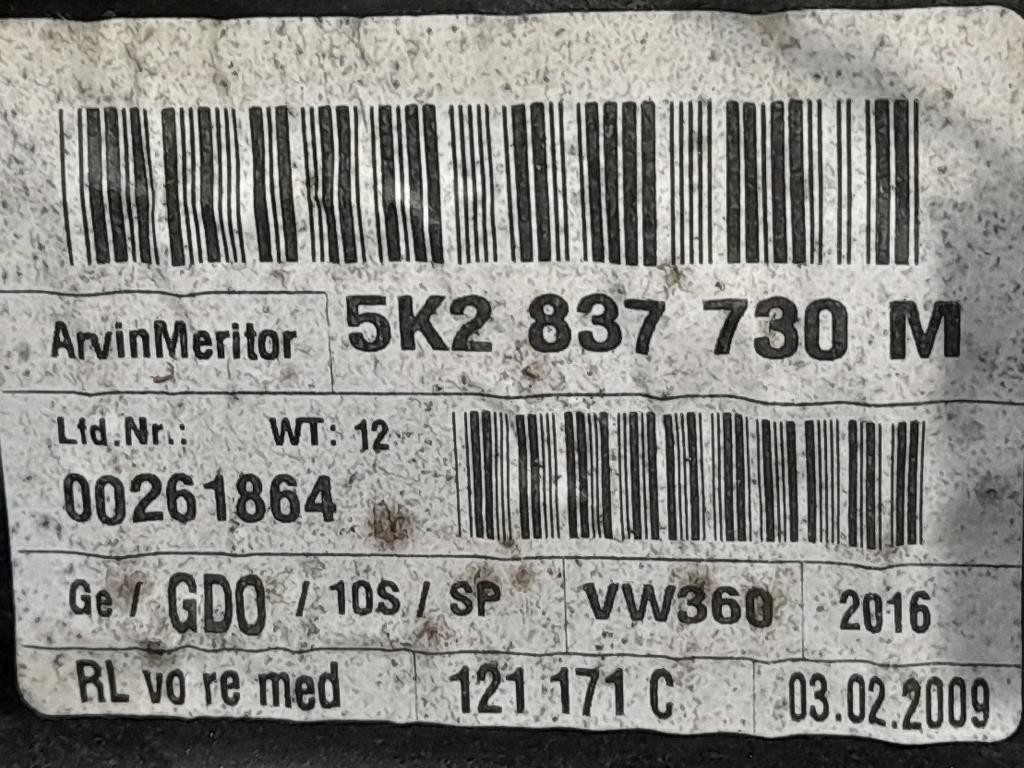 ArvinMeritor 5K2 837 730 M
Lfd.Nr.: WT: 12
00261864
Ge / GDO / 10S / SP VW360 2016
RL vo re med 121 171 C 03.02.2009